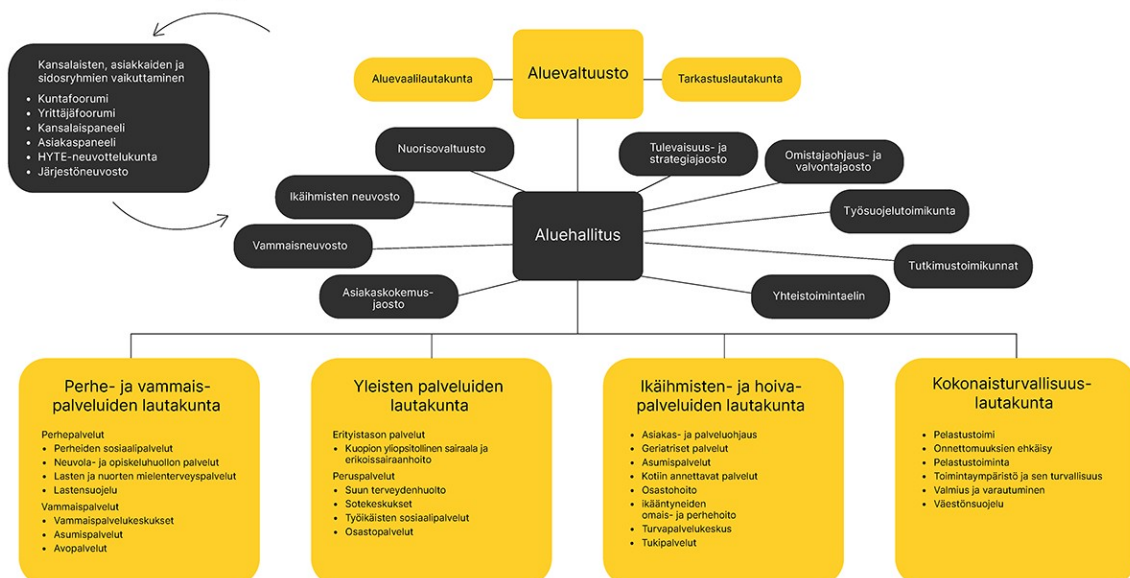 Kansalaisten, asiakkaiden ja
sidosryhmien vaikuttaminen
• Kuntafoorumi
• Yrittäjäfoorumi
• Kansalaispaneeli
• Asiakaspaneeli
• HYTE-neuvottelukunta
• Järjestöneuvosto
Aluevaalilautakunta
Aluevaltuusto
Tarkastuslautakunta
Nuorisovaltuusto
Tulevaisuus- ja
strategiajaosto
Omistajaohjaus- ja
valvontajaosto
Ikäihmisten neuvosto
Työsuojelutoimikunta
Aluehallitus
Vammaisneuvosto
Tutkimustoimikunnat
Asiakaskokemus-
jaosto
Yhteistoimintaelin
Perhe- ja vammais-
palveluiden lautakunta
Perhepalvelut
• Perheiden sosiaalipalvelut
• Neuvola- ja opiskeluhuollon palvelut
• Lasten ja nuorten mielenterveyspalvelut
• Lastensuojelu
Vammaispalvelut
• Vammaispalvelukeskukset
• Asumispalvelut
• Avopalvelut
Yleisten palveluiden
lautakunta
Erityistason palvelut
• Kuopion yliopsitollinen sairaala ja
erikoissairaanhoito
Peruspalvelut
• Suun terveydenhuolto
• Sotekeskukset
• Työikäisten sosiaalipalvelut
• Osastopalvelut
Ikäihmisten- ja hoiva-
palveluiden lautakunta
• Asiakas- ja palveluohjaus
• Geriatriset palvelut
• Asumispalvelut
• Kotiin annettavat palvelut
• Osastohoito
• ikääntyneiden
omais- ja perhehoito
• Turvapalvelukeskus
• Tukipalvelut
Kokonaisturvallisuus-
lautakunta
• Pelastustoimi
• Onnettomuuksien ehkäisy
• Pelastustoiminta
• Toimintaympäristö ja sen turvallisuus
• Valmius ja varautuminen
• Väestönsuojelu